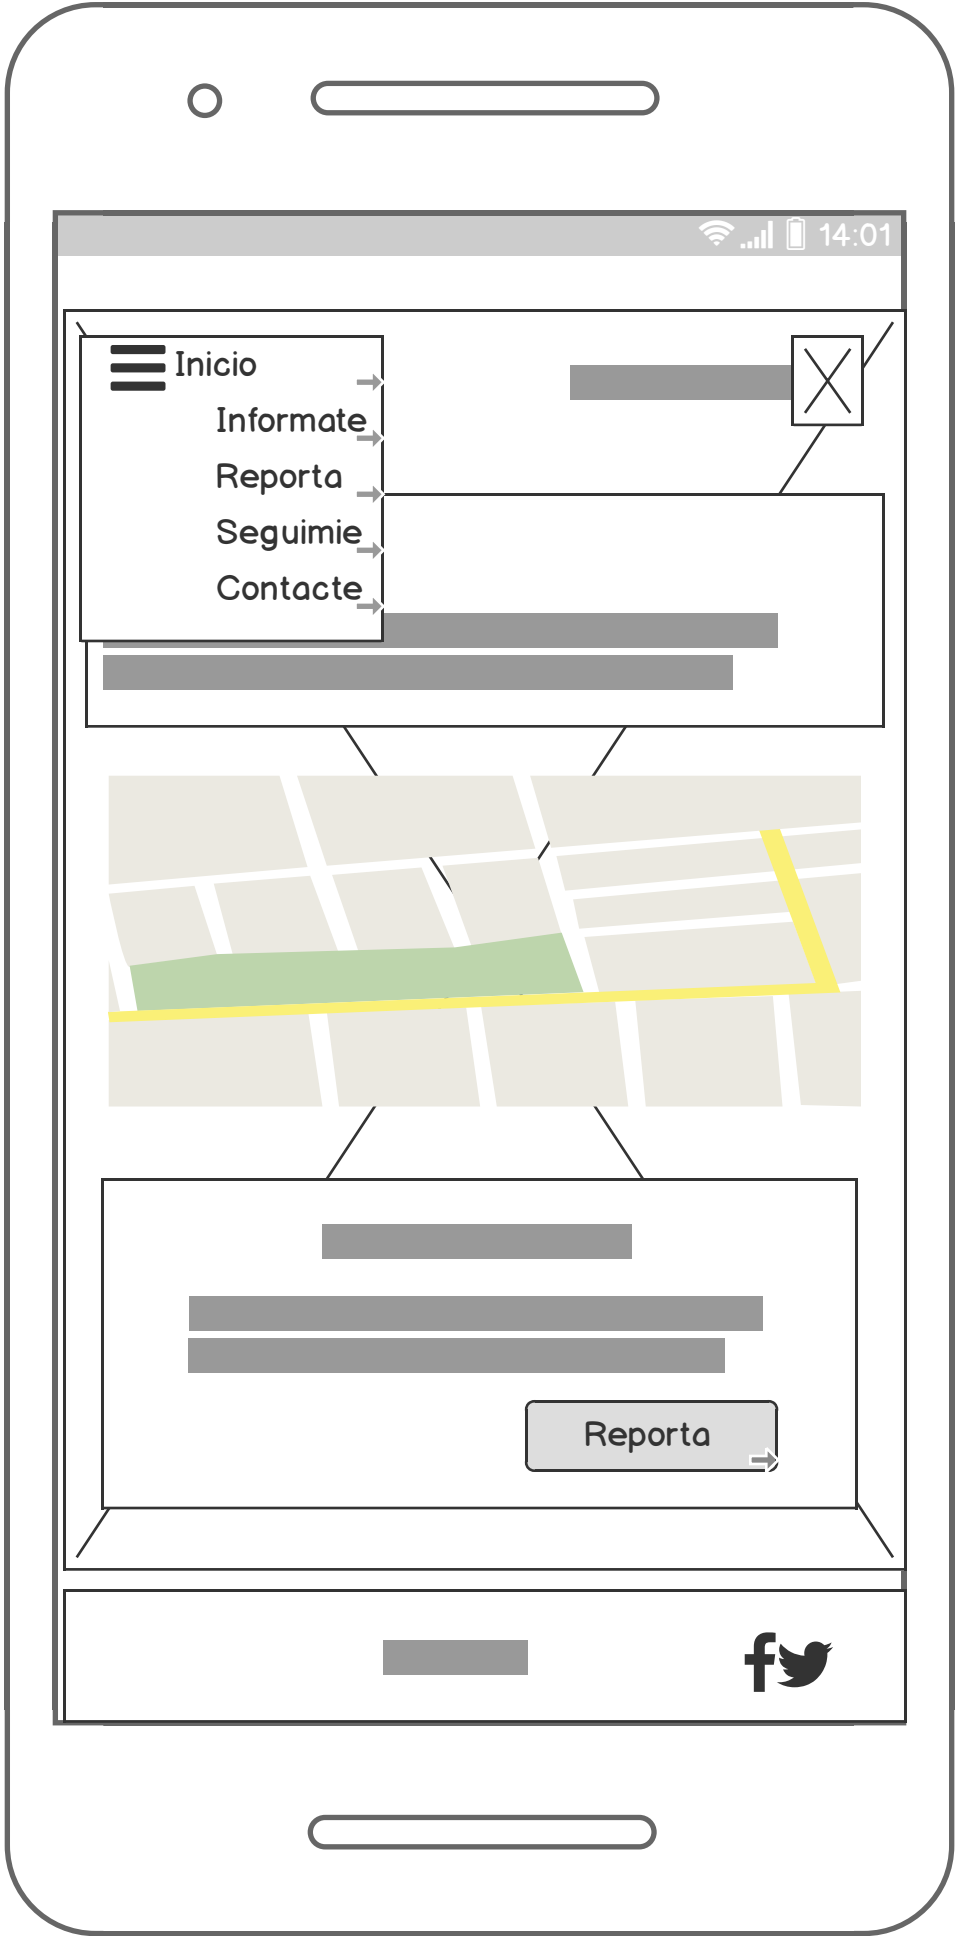 14:01
Inicio
Informate
Reporta
Seguimie
Contacte
Reporta